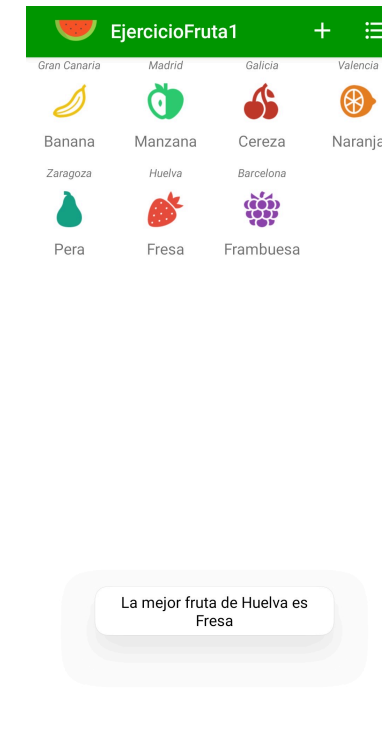 EjercicioFruta1
Gran Canaria Madrid Galicia Valencia
Banana Manzana Cereza Naranja
Zaragoza Huelva Barcelona
Pera Fresa Frambuesa
La mejor fruta de Huelva es
Fresa